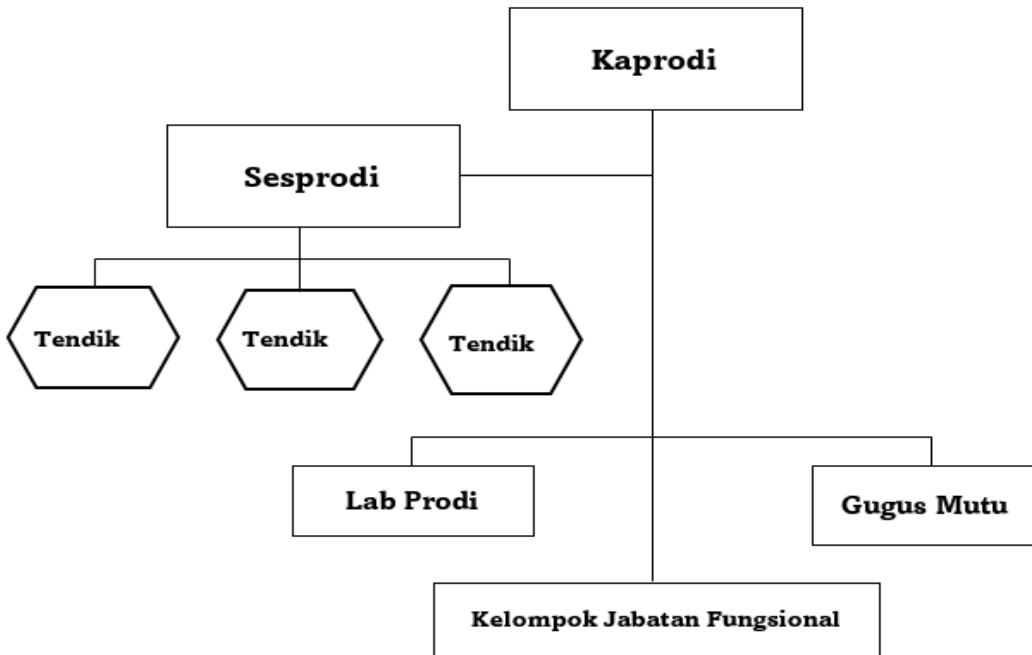 Kaprodi
Sesprodi
Tendik
Tendik
Tendik
Lab Prodi
Gugus Mutu
Kelompok Jabatan Fungsional